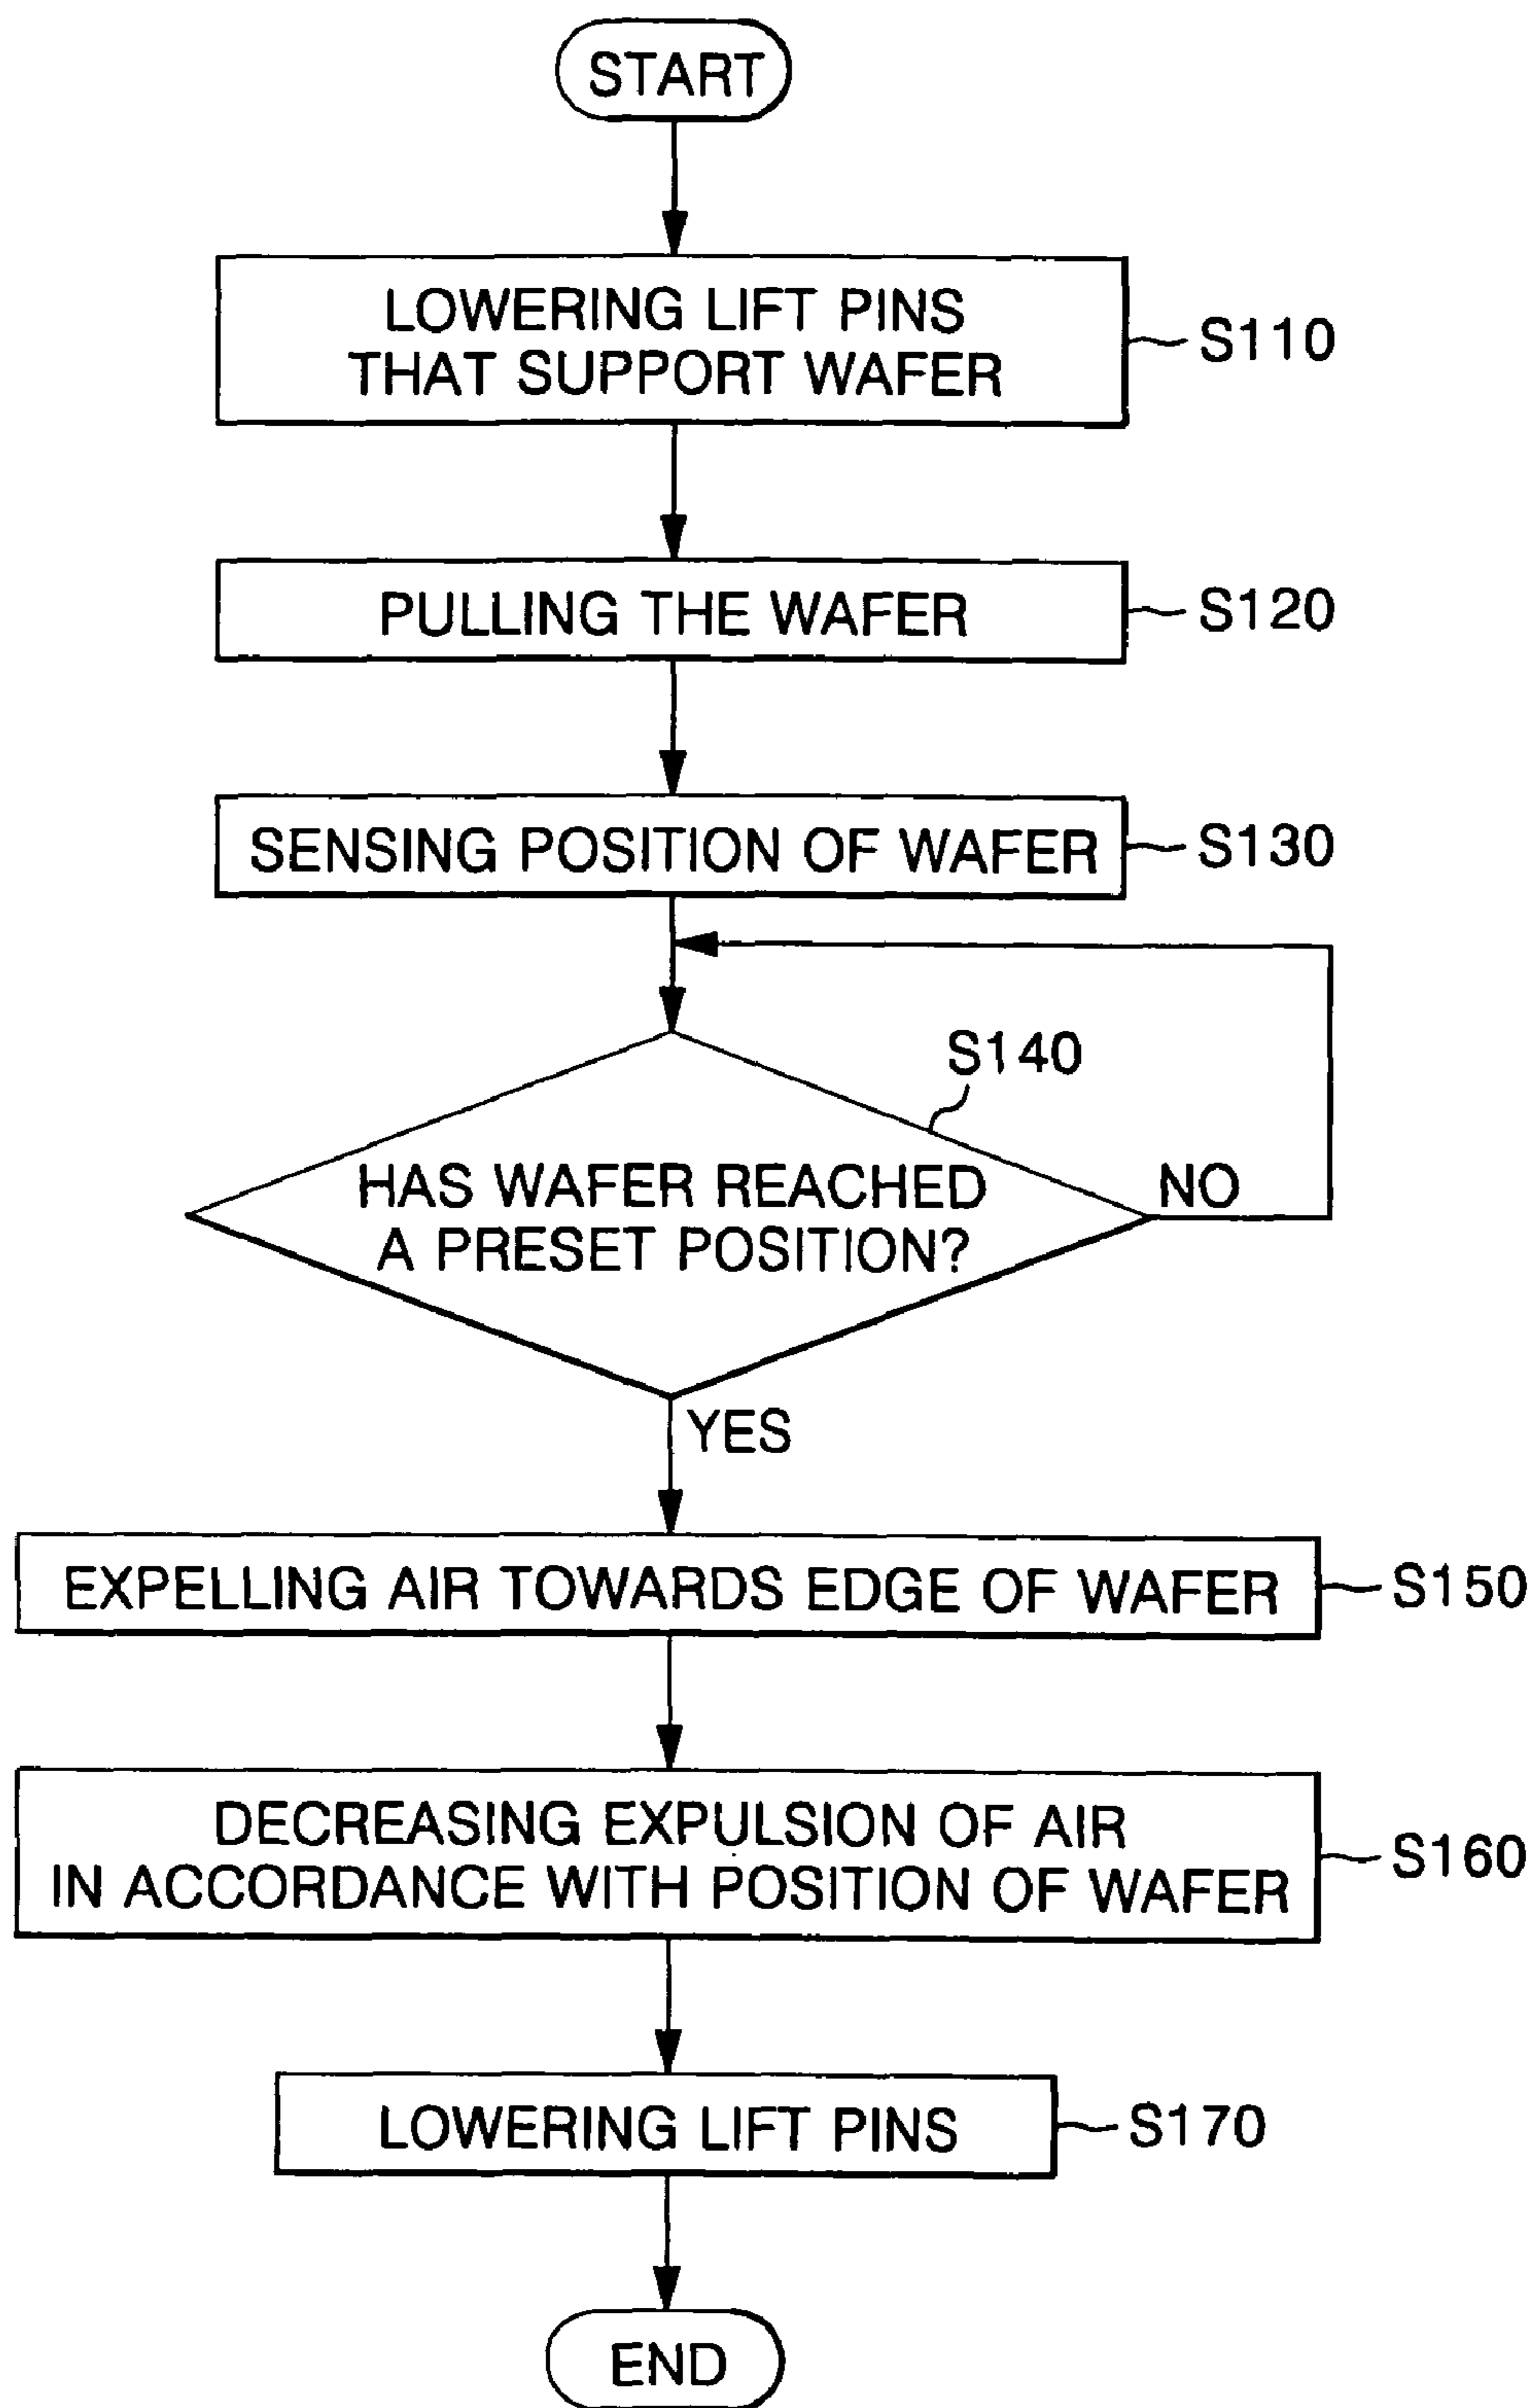 START
LOWERING LIFT PINS
THAT SUPPORT WAFER
S110
PULLING THE WAFER
S120
SENSING POSITION OF WAFER
S130
S140
HAS WAFER REACHED
A PRESET POSITION?
NO
YES
EXPELLING AIR TOWARDS EDGE OF WAFER
S150
DECREASING EXPULSION OF AIR
IN ACCORDANCE WITH POSITION OF WAFER
S160
LOWERING LIFT PINS
S170
END